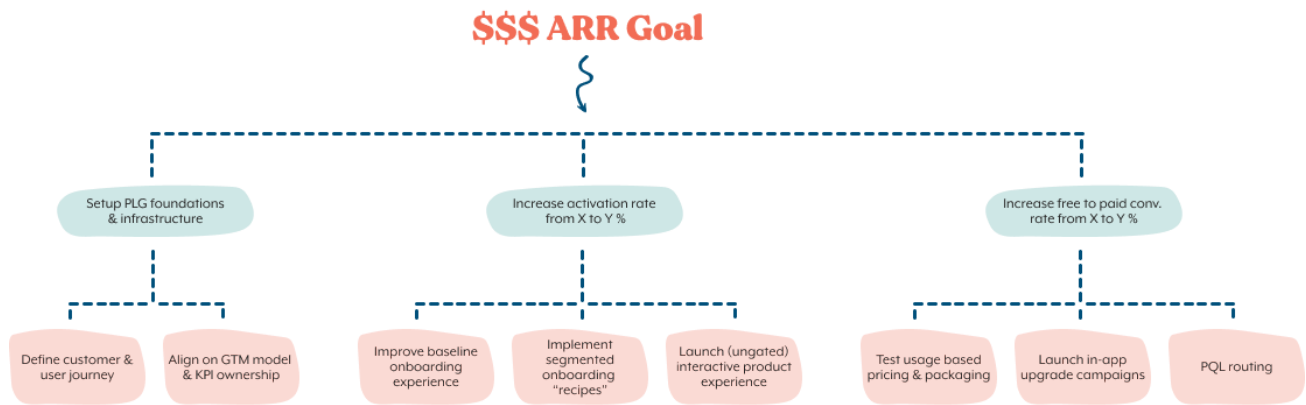 $$$ ARR Goal
Setup PLG foundations
& infrastructure
Increase activation rate
from X to Y %
Increase free to paid conv.
rate from X to Y %
Define customer &
user journey
Align on GTM model
& KPI ownership
Improve baseline
onboarding
experience
Implement
segmented
onboarding
“recipes”
Launch (ungated)
interactive product
experience
Test usage based
pricing & packaging
Launch in-app
upgrade campaigns
PQL routing